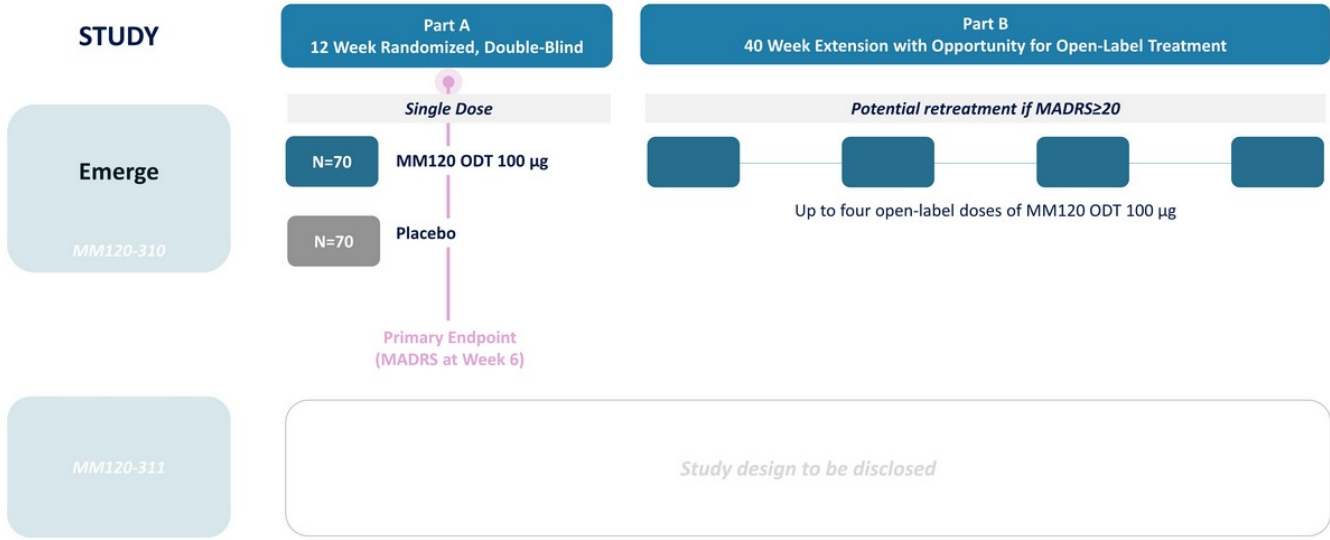 STUDY
Part A
12 Week Randomized, Double-Blind
Part B
40 Week Extension with Opportunity for Open-Label Treatment
Single Dose
Potential retreatment if MADRS≥20
Emerge
MM120-310
N=70
MM120 ODT 100 µg
N=70
Placebo
Up to four open-label doses of MM120 ODT 100 µg
Primary Endpoint
(MADRS at Week 6)
MM120-311
Study design to be disclosed